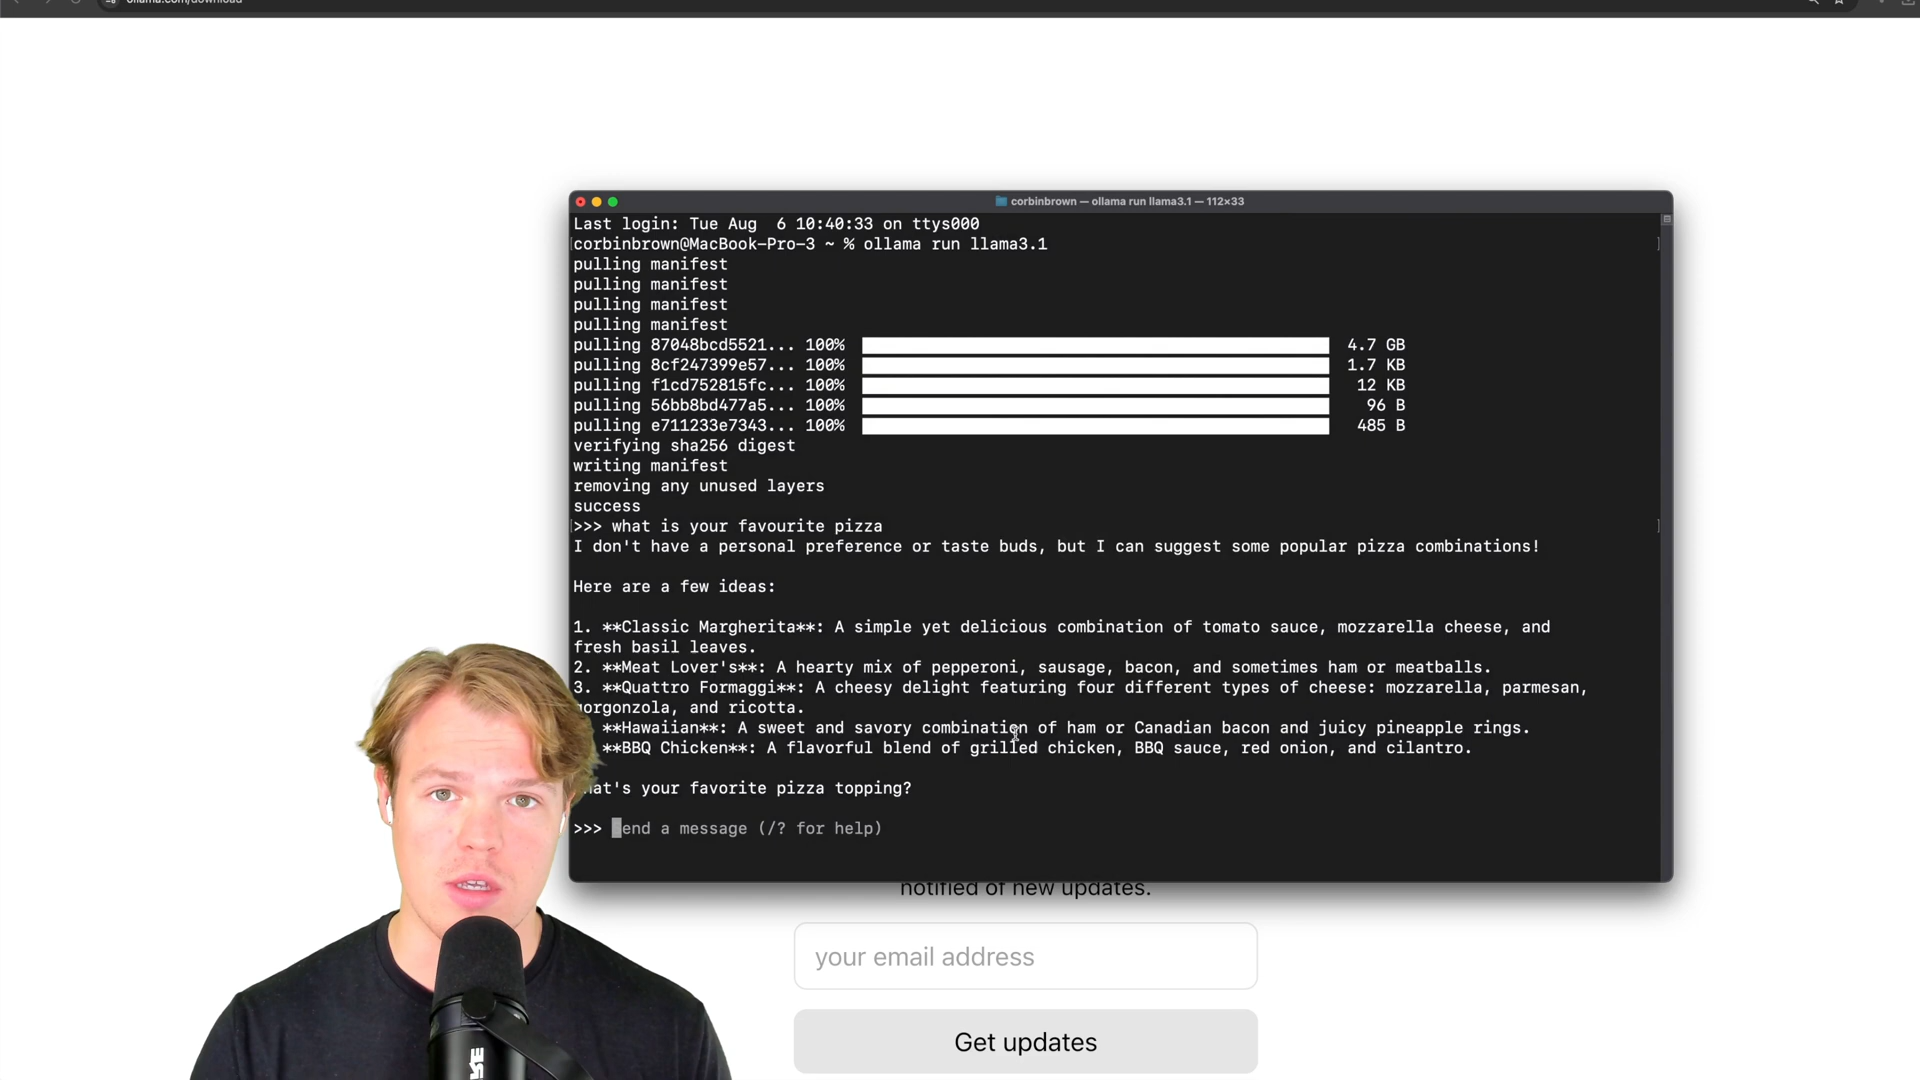 ollama.com/download
corbinbrown — ollama run llama3.1 — 112×33
Last login: Tue Aug  6 10:40:33 on ttys000
corbinbrown@MacBook-Pro-3 ~ % ollama run llama3.1
pulling manifest
pulling manifest
pulling manifest
pulling manifest
pulling 87048bcd5521... 100% 4.7 GB
pulling 8cf247399e57... 100% 1.7 KB
pulling f1cd752815fc... 100% 12 KB
pulling 56bb8bd477a5... 100% 96 B
pulling e711233e7343... 100% 485 B
verifying sha256 digest
writing manifest
removing any unused layers
success
>>> what is your favourite pizza
I don't have a personal preference or taste buds, but I can suggest some popular pizza combinations!
Here are a few ideas:
1. **Classic Margherita**: A simple yet delicious combination of tomato sauce, mozzarella cheese, and
fresh basil leaves.
2. **Meat Lover's**: A hearty mix of pepperoni, sausage, bacon, and sometimes ham or meatballs.
3. **Quattro Formaggi**: A cheesy delight featuring four different types of cheese: mozzarella, parmesan,
gorgonzola, and ricotta.
**Hawaiian**: A sweet and savory combination of ham or Canadian bacon and juicy pineapple rings.
**BBQ Chicken**: A flavorful blend of grilled chicken, BBQ sauce, red onion, and cilantro.
hat's your favorite pizza topping?
>>> end a message (/? for help)
notified of new updates.
your email address
Get updates